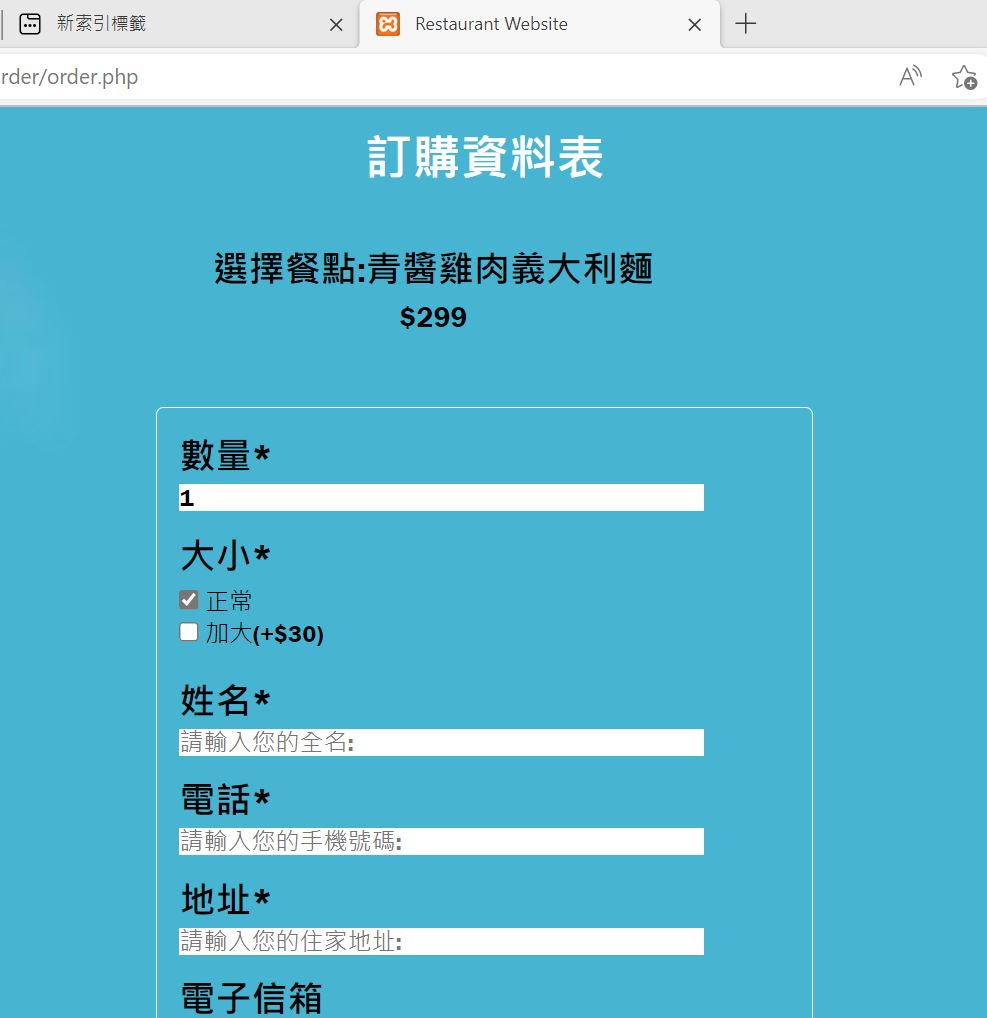 新索引標籤
Restaurant Website
rder/order.php
訂購資料表
選擇餐點:青醬雞肉義大利麵
$299
數量*
1
大小*
正常
加大(+$30)
姓名*
請輸入您的全名:
電話*
請輸入您的手機號碼:
地址*
請輸入您的住家地址:
電子信箱